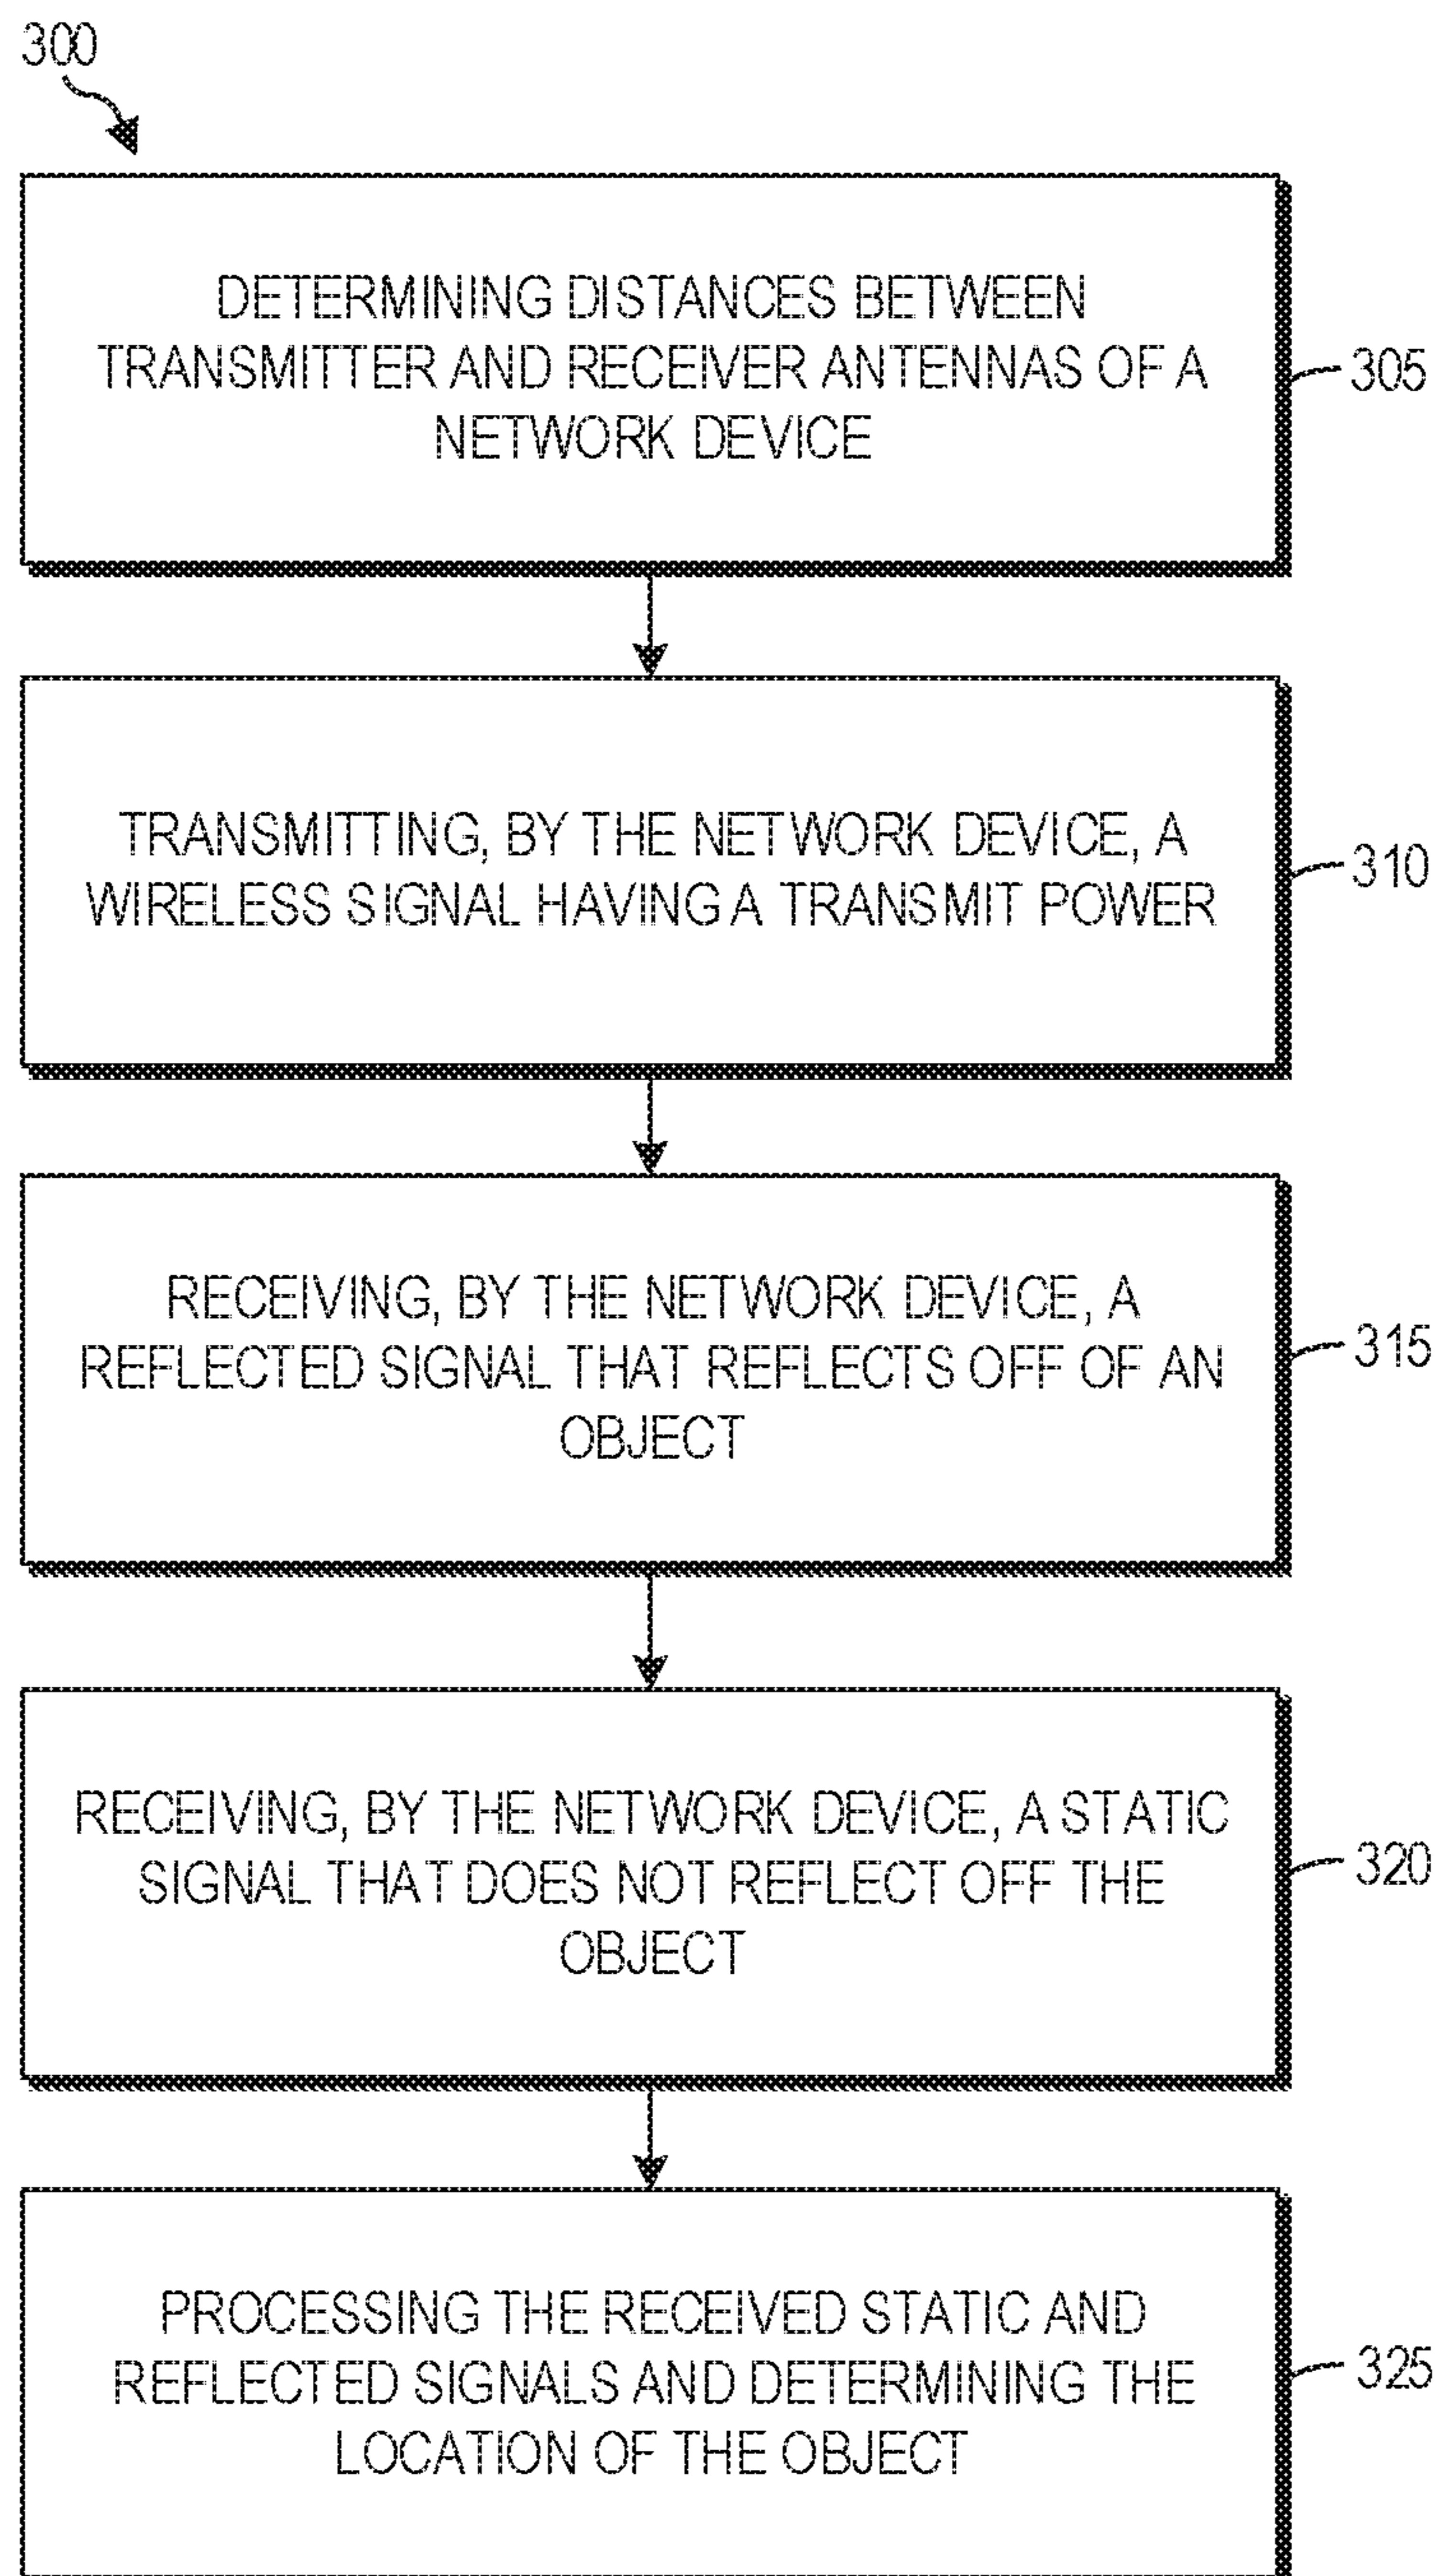 300
DETERMINING DISTANCES BETWEEN
TRANSMITTER AND RECEIVER ANTENNAS OF A
NETWORK DEVICE
305
TRANSMITTING, BY THE NETWORK DEVICE, A
WIRELESS SIGNAL HAVING A TRANSMIT POWER
310
RECEIVING, BY THE NETWORK DEVICE, A
REFLECTED SIGNAL THAT REFLECTS OFF OF AN
OBJECT
315
RECEIVING, BY THE NETWORK DEVICE, A STATIC
SIGNAL THAT DOES NOT REFLECT OFF THE
OBJECT
320
PROCESSING THE RECEIVED STATIC AND
REFLECTED SIGNALS AND DETERMINING THE
LOCATION OF THE OBJECT
325